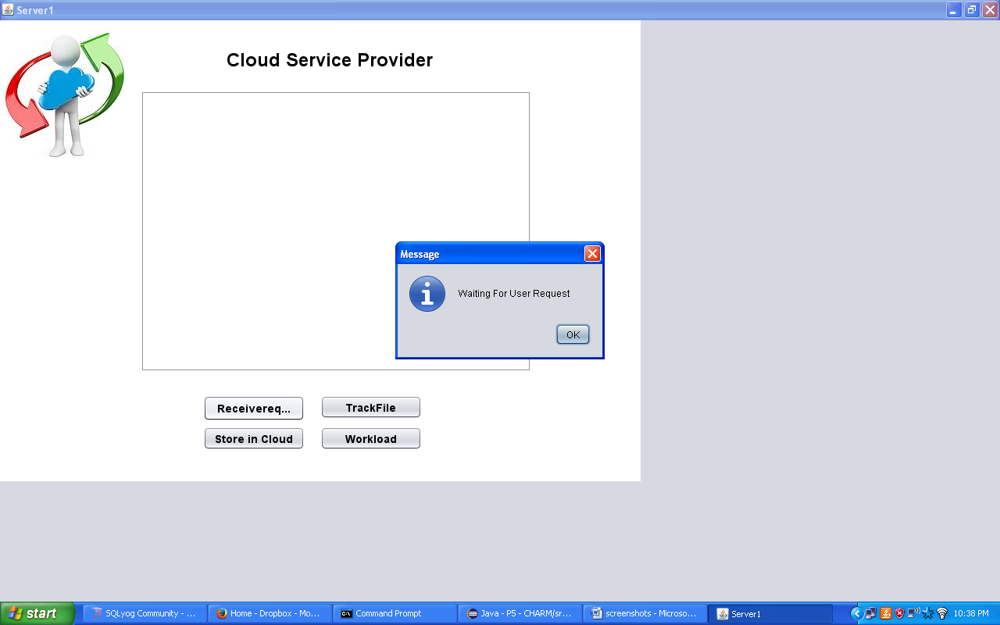 Server1
Cloud Service Provider
Message
Waiting For User Request
OK
Receivereq...
TrackFile
Store in Cloud
Workload
start
SQLyog Community - ...
Home - Dropbox - Mo...
Command Prompt
Java - P5 - CHARM/sr...
screenshots - Microso...
Server1
10:38 PM